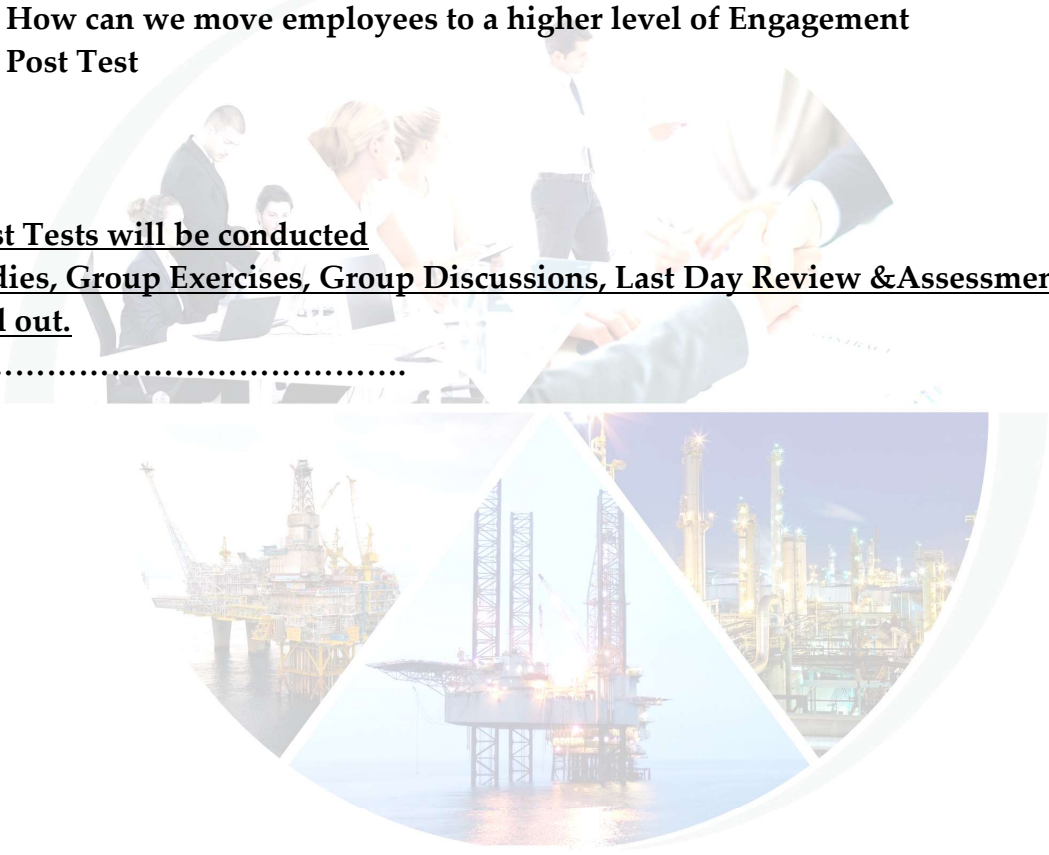 How can we move employees to a higher level of Engagement
Post Test
st Tests will be conducted
dies, Group Exercises, Group Discussions, Last Day Review &Assessmen
l out.
……………………………………….
CONTRACT